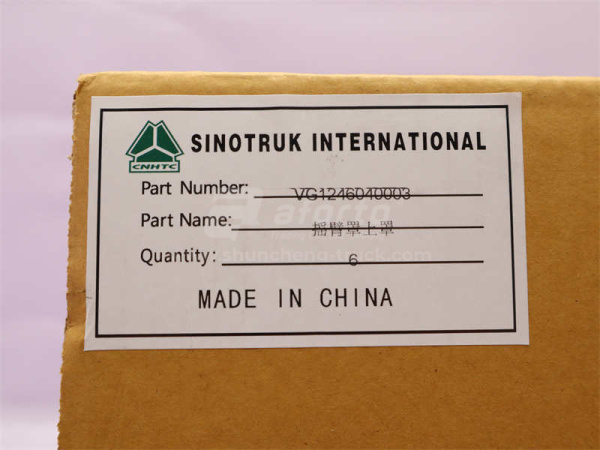 CNHTC
SINOTRUK INTERNATIONAL
Part Number: VG1246040003
Part Name: 摇臂罩上罩
Quantity: 6
MADE IN CHINA